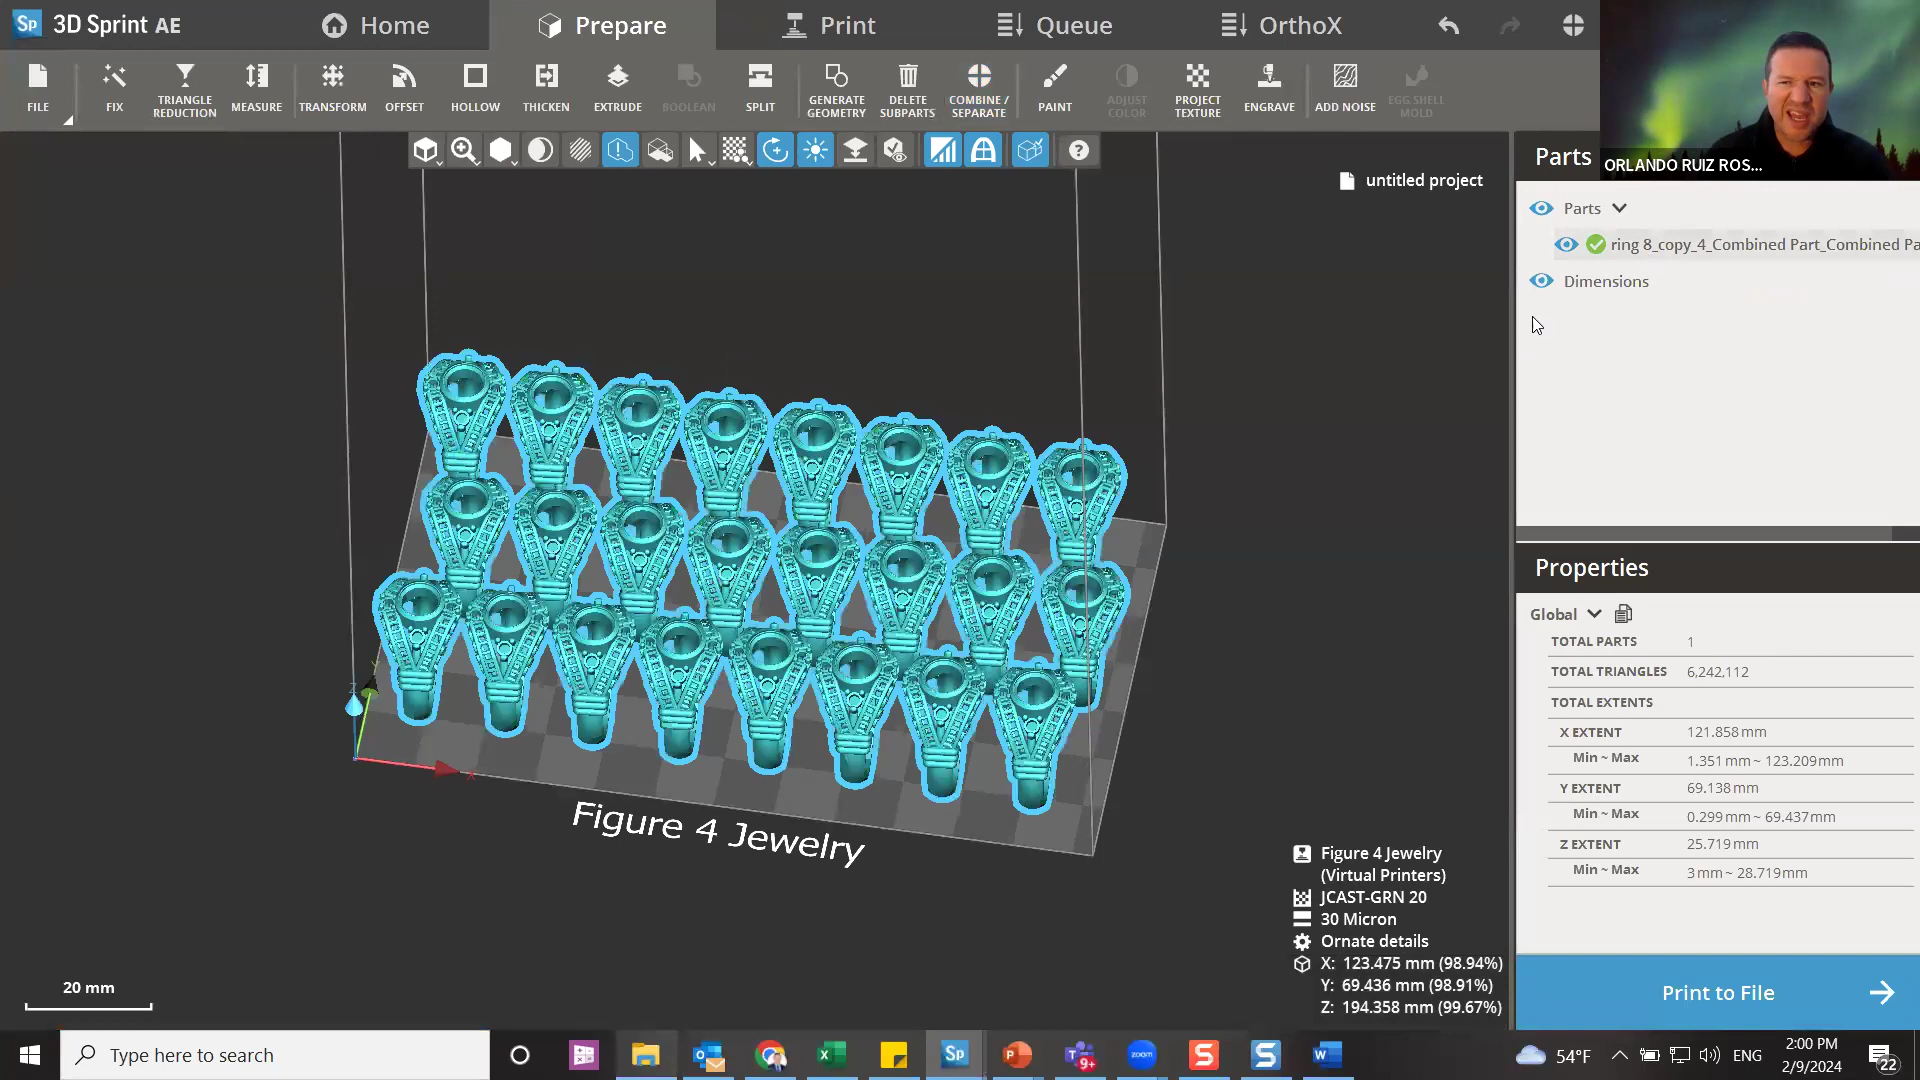 Sp 3D Sprint AE
Home
Prepare
Print
Queue
OrthoX
FILE
FIX
TRIANGLE
REDUCTION
MEASURE
TRANSFORM
OFFSET
HOLLOW
THICKEN
EXTRUDE
BOOLEAN
SPLIT
GENERATE
GEOMETRY
DELETE
SUBPARTS
COMBINE /
SEPARATE
PAINT
ADJUST
COLOR
PROJECT
TEXTURE
ENGRAVE
ADD NOISE
EGG SHELL
MOLD
ORLANDO RUIZ ROS...
untitled project
Parts
Parts
ring 8_copy_4_Combined Part_Combined Pa
Dimensions
Properties
Global
TOTAL PARTS 1
TOTAL TRIANGLES 6,242,112
TOTAL EXTENTS
X EXTENT 121.858 mm
Min ~ Max 1.351 mm ~ 123.209 mm
Y EXTENT 69.138 mm
Min ~ Max 0.299 mm ~ 69.437 mm
Z EXTENT 25.719 mm
Min ~ Max 3 mm ~ 28.719 mm
Print to File
Z
Y
X
Figure 4 Jewelry
Figure 4 Jewelry
(Virtual Printers)
JCAST-GRN 20
30 Micron
Ornate details
X: 123.475 mm (98.94%)
Y: 69.436 mm (98.91%)
Z: 194.358 mm (99.67%)
20 mm
Type here to search
Sp
9+
zoom
54°F
ENG
2:00 PM
2/9/2024
22